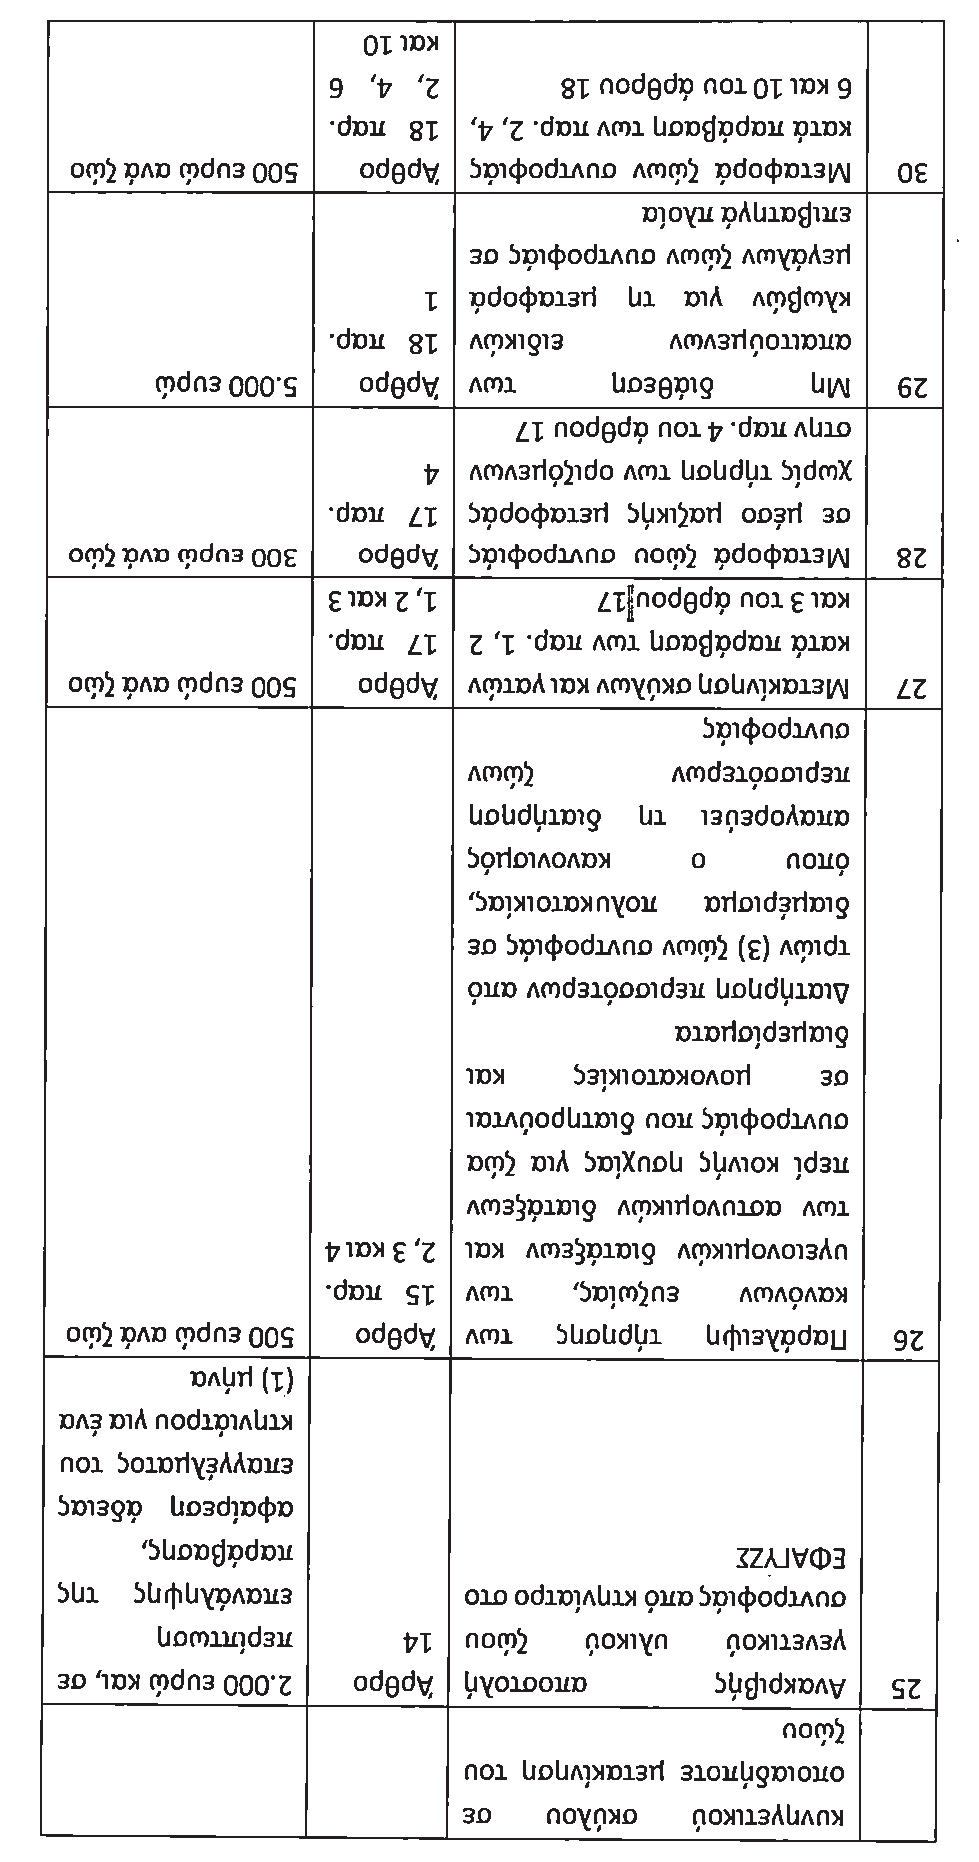 κυνηγετικού σκύλου σε
οποιαδήποτε μετακίνηση του
ζώου
25 Ανακριβής αποστολή Άρθρο 2.000 ευρώ και, σε
γενετικού υλικού ζώου 14 περίπτωση
συντροφιάς από κτηνίατρο στο επανάληψης της
ΕΦΑΓΥΖΣ παράβασης,
αφαίρεση άδειας
επαγγέλματος του
κτηνιάτρου για ένα
(1) μήνα
26 Παράλειψη τήρησης των Άρθρο 500 ευρώ ανά ζώο
κανόνων ευζωίας, των 15 παρ.
υγειονομικών διατάξεων και 2, 3 και 4
των αστυνομικών διατάξεων
περί κοινής ησυχίας για ζώα
συντροφιάς που διατηρούνται
σε μονοκατοικίες και
διαμερίσματα
Διατήρηση περισσότερων από
τριών (3) ζώων συντροφιάς σε
διαμέρισμα πολυκατοικίας,
όπου ο κανονισμός
απαγορεύει τη διατήρηση
περισσότερων ζώων
συντροφιάς
27 Μετακίνηση σκύλων και γατών Άρθρο 500 ευρώ ανά ζώο
κατά παράβαση των παρ. 1, 2 17 παρ.
και 3 του άρθρου 17 1, 2 και 3
28 Μεταφορά ζώου συντροφιάς Άρθρο 300 ευρώ ανά ζώο
σε μέσο μαζικής μεταφοράς 17 παρ.
χωρίς τήρηση των οριζόμενων 4
στην παρ. 4 του άρθρου 17
29 Μη διάθεση των Άρθρο 5.000 ευρώ
απαιτούμενων ειδικών 18 παρ.
κλωβών για τη μεταφορά 1
μεγάλων ζώων συντροφιάς σε
επιβατηγά πλοία
30 Μεταφορά ζώων συντροφιάς Άρθρο 500 ευρώ ανά ζώο
κατά παράβαση των παρ. 2, 4, 18 παρ.
6 και 10 του άρθρου 18 2, 4, 6
και 10